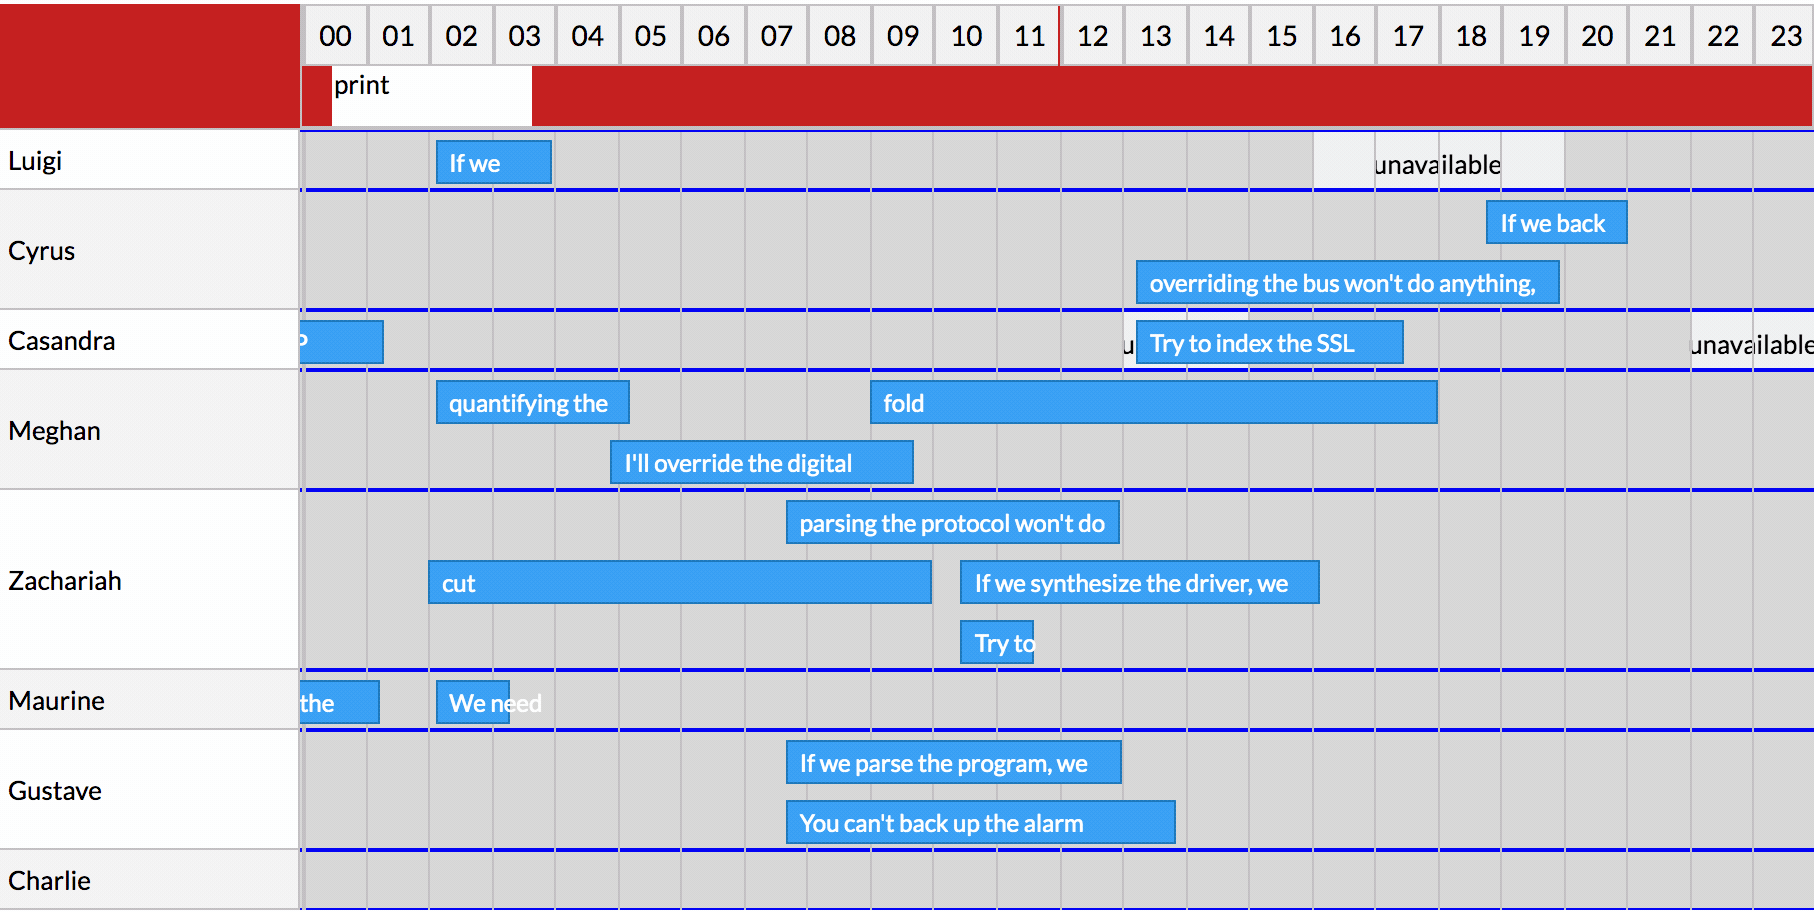 00 01 02 03 04 05 06 07 08 09 10 11 12 13 14 15 16 17 18 19 20 21 22 23
print
Luigi
If we
unavailable
Cyrus
If we back
overriding the bus won't do anything,
Casandra
Try to index the SSL
unavailable
Meghan
quantifying the
fold
I'll override the digital
Zachariah
parsing the protocol won't do
cut
If we synthesize the driver, we
Try to
Maurine
the
We need
Gustave
If we parse the program, we
You can't back up the alarm
Charlie